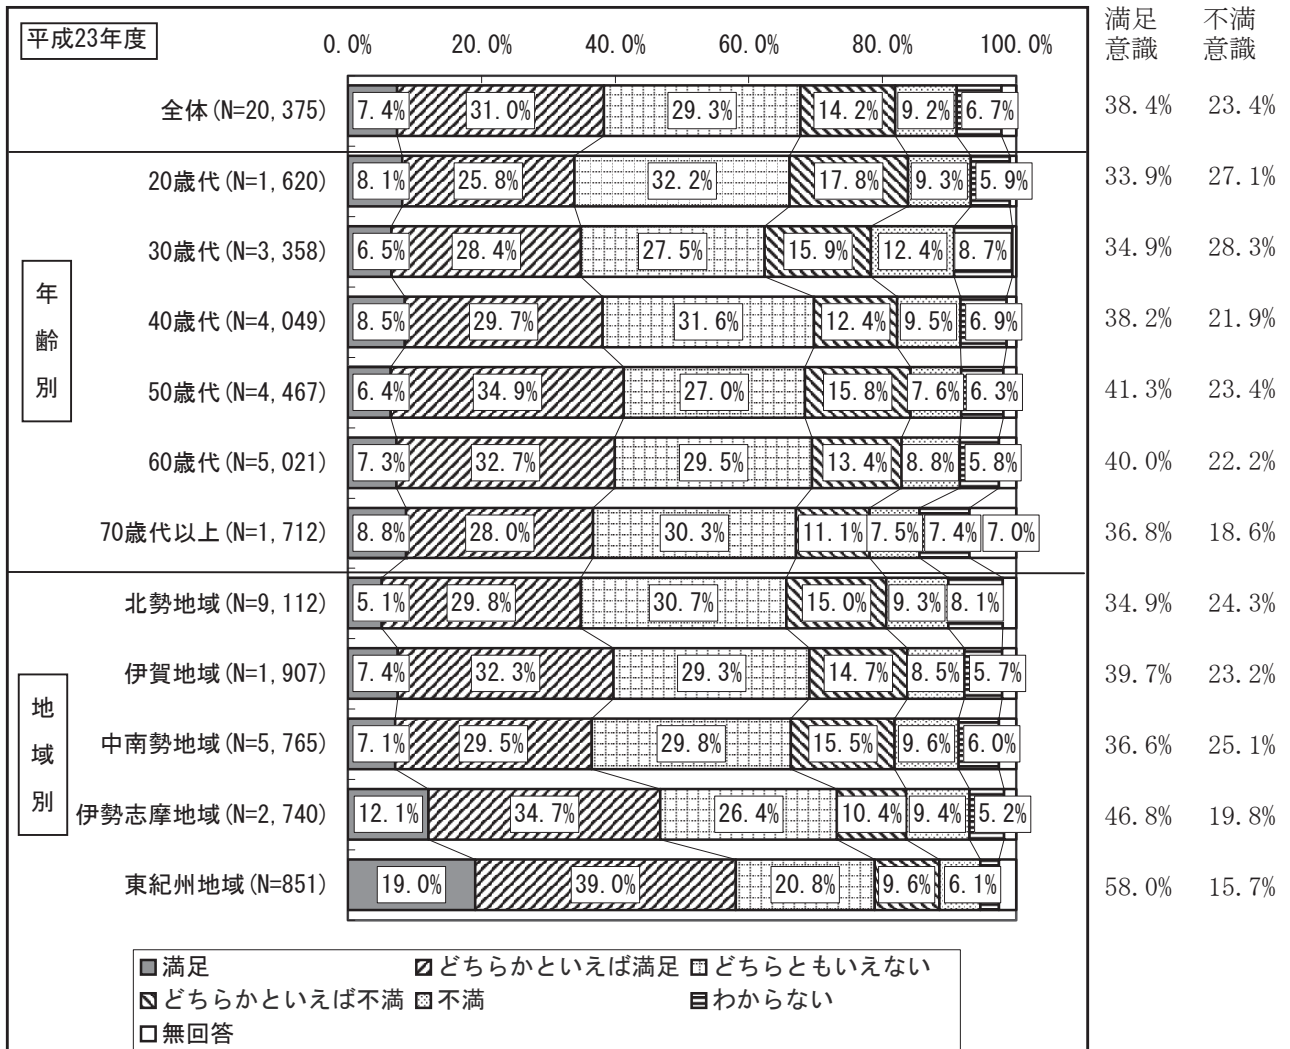 満足 不満
意識 意識
平成23年度
0.0% 20.0% 40.0% 60.0% 80.0% 100.0%
全体(N=20,375) 7.4% 31.0% 29.3% 14.2% 9.2% 6.7% 38.4% 23.4%
年齢別
20歳代(N=1,620) 8.1% 25.8% 32.2% 17.8% 9.3% 5.9% 33.9% 27.1%
30歳代(N=3,358) 6.5% 28.4% 27.5% 15.9% 12.4% 8.7% 34.9% 28.3%
40歳代(N=4,049) 8.5% 29.7% 31.6% 12.4% 9.5% 6.9% 38.2% 21.9%
50歳代(N=4,467) 6.4% 34.9% 27.0% 15.8% 7.6% 6.3% 41.3% 23.4%
60歳代(N=5,021) 7.3% 32.7% 29.5% 13.4% 8.8% 5.8% 40.0% 22.2%
70歳代以上(N=1,712) 8.8% 28.0% 30.3% 11.1% 7.5% 7.4% 7.0% 36.8% 18.6%
地域別
北勢地域(N=9,112) 5.1% 29.8% 30.7% 15.0% 9.3% 8.1% 34.9% 24.3%
伊賀地域(N=1,907) 7.4% 32.3% 29.3% 14.7% 8.5% 5.7% 39.7% 23.2%
中南勢地域(N=5,765) 7.1% 29.5% 29.8% 15.5% 9.6% 6.0% 36.6% 25.1%
伊勢志摩地域(N=2,740) 12.1% 34.7% 26.4% 10.4% 9.4% 5.2% 46.8% 19.8%
東紀州地域(N=851) 19.0% 39.0% 20.8% 9.6% 6.1% 58.0% 15.7%
満足 どちらかといえば満足 どちらともいえない
どちらかといえば不満 不満 わからない
無回答